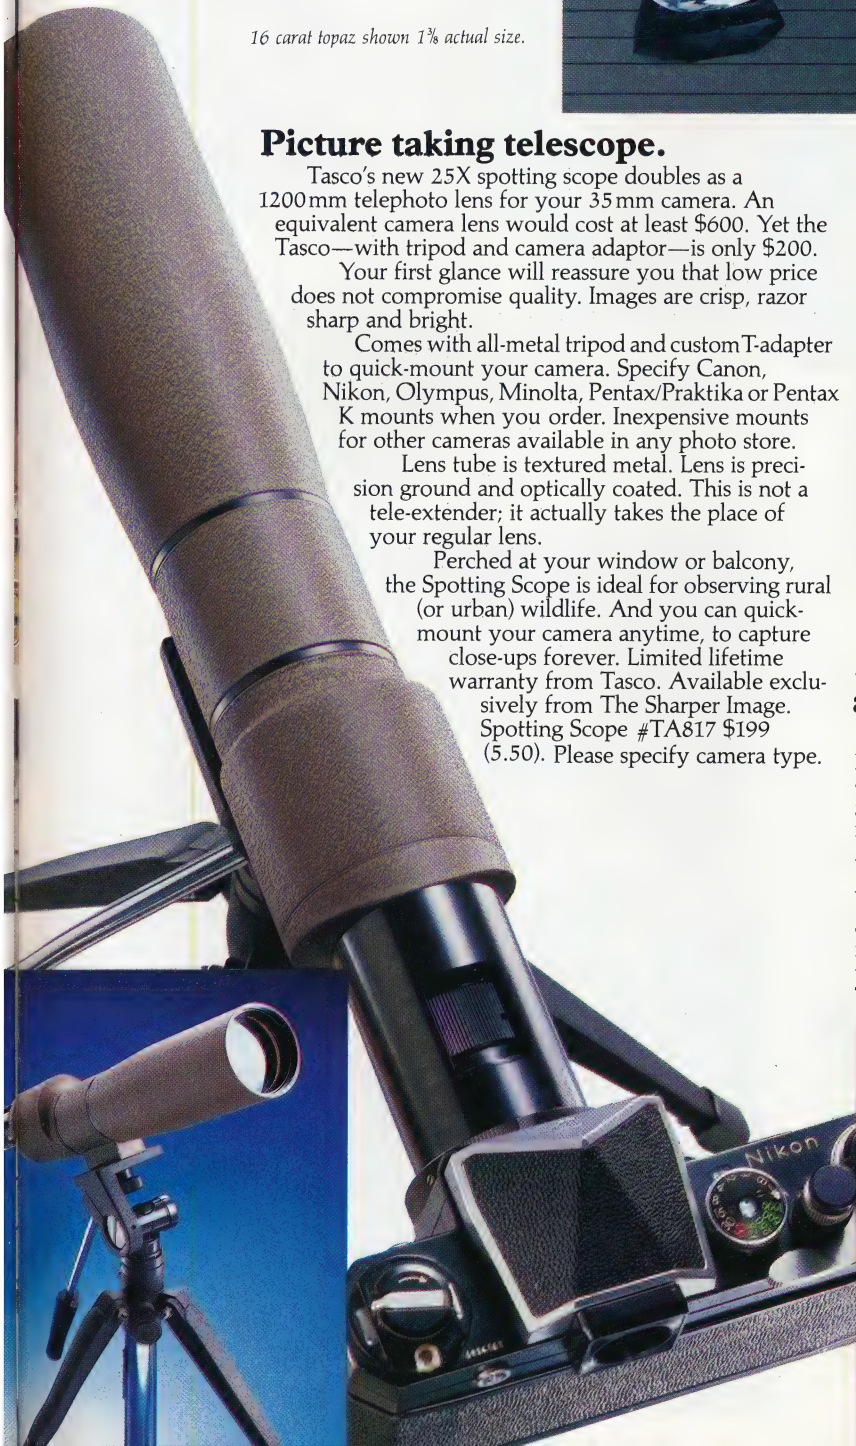 16 carat topaz shown 1⅜ actual size.
Picture taking telescope.
Tasco's new 25X spotting scope doubles as a
1200mm telephoto lens for your 35mm camera. An
equivalent camera lens would cost at least $600. Yet the
Tasco—with tripod and camera adaptor—is only $200.
Your first glance will reassure you that low price
does not compromise quality. Images are crisp, razor
sharp and bright.
Comes with all-metal tripod and custom T-adapter
to quick-mount your camera. Specify Canon,
Nikon, Olympus, Minolta, Pentax/Praktika or Pentax
K mounts when you order. Inexpensive mounts
for other cameras available in any photo store.
Lens tube is textured metal. Lens is preci-
sion ground and optically coated. This is not a
tele-extender; it actually takes the place of
your regular lens.
Perched at your window or balcony,
the Spotting Scope is ideal for observing rural
(or urban) wildlife. And you can quick-
mount your camera anytime, to capture
close-ups forever. Limited lifetime
warranty from Tasco. Available exclu-
sively from The Sharper Image.
Spotting Scope #TA817 $199
(5.50). Please specify camera type.
Nikon